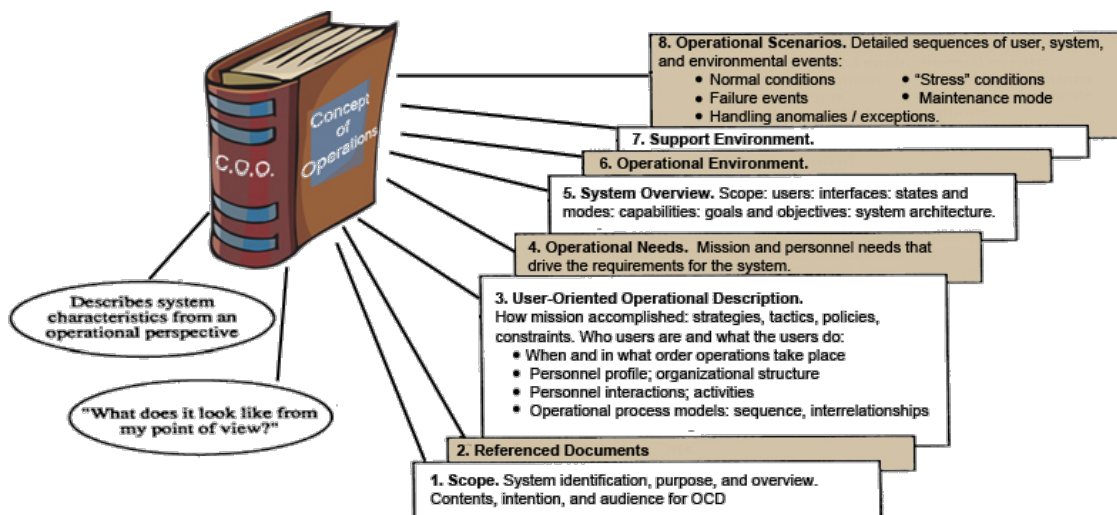 C.O.O.
Concept
of
Operations
Describes system
characteristics from an
operational perspective
"What does it look like from
my point of view?"
8. Operational Scenarios. Detailed sequences of user, system,
and environmental events:
• Normal conditions
• "Stress" conditions
• Failure events
• Maintenance mode
• Handling anomalies / exceptions.
7. Support Environment.
6. Operational Environment.
5. System Overview. Scope: users: interfaces: states and
modes: capabilities: goals and objectives: system architecture.
4. Operational Needs. Mission and personnel needs that
drive the requirements for the system.
3. User-Oriented Operational Description.
How mission accomplished: strategies, tactics, policies,
constraints. Who users are and what the users do:
• When and in what order operations take place
• Personnel profile; organizational structure
• Personnel interactions; activities
• Operational process models: sequence, interrelationships
2. Referenced Documents
1. Scope. System identification, purpose, and overview.
Contents, intention, and audience for OCD